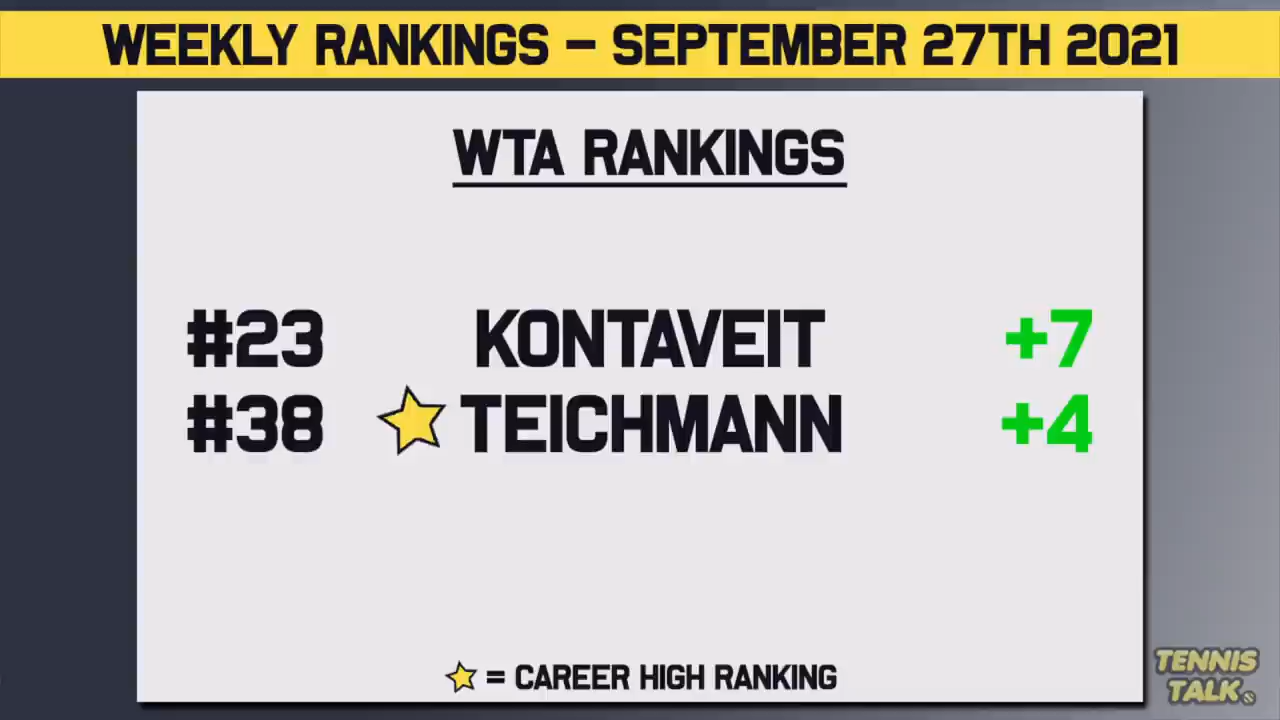 WEEKLY RANKINGS – SEPTEMBER 27TH 2021
WTA RANKINGS
#23 KONTAVEIT +7
#38 TEICHMANN +4
= CAREER HIGH RANKING
TENNIS
TALK